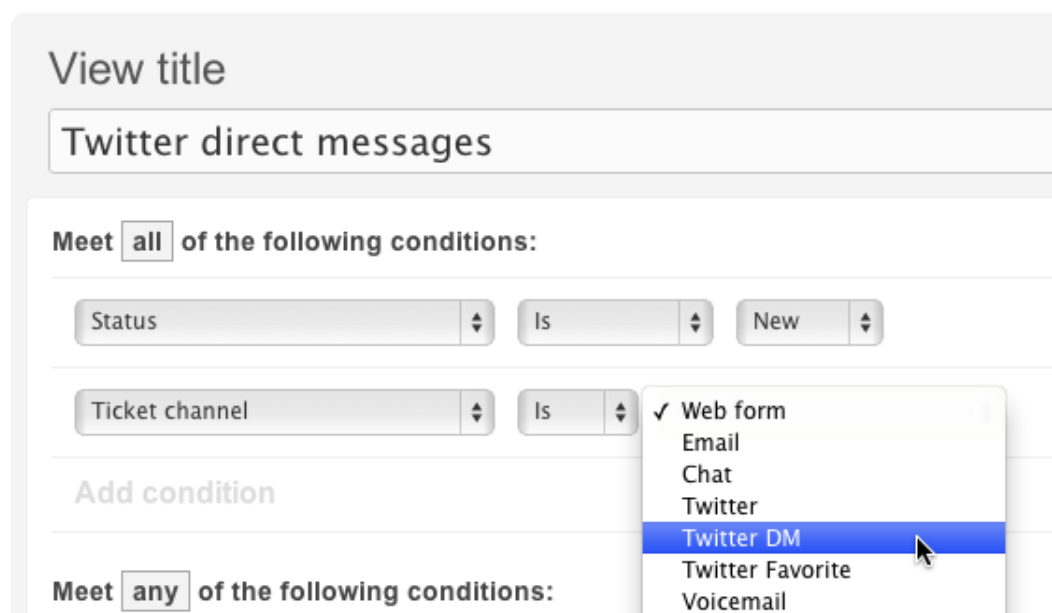 View title
Twitter direct messages
Meet all of the following conditions:
Status Is New
Ticket channel Is ✓ Web form
Email
Chat
Add condition
Twitter
Twitter DM
Twitter Favorite
Meet any of the following conditions:
Voicemail